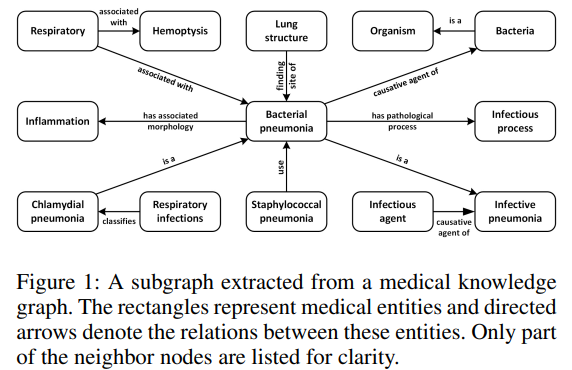 Respiratory
associated
with
Hemoptysis
Lung
structure
Organism
is a
Bacteria
associated with
finding
site of
causative agent of
Inflammation
has associated
morphology
Bacterial
pneumonia
has pathological
process
Infectious
process
is a
use
is a
Chlamydial
pneumonia
classifies
Respiratory
infections
Staphylococcal
pneumonia
Infectious
agent
causative
agent of
Infective
pneumonia
Figure 1: A subgraph extracted from a medical knowledge
graph. The rectangles represent medical entities and directed
arrows denote the relations between these entities. Only part
of the neighbor nodes are listed for clarity.